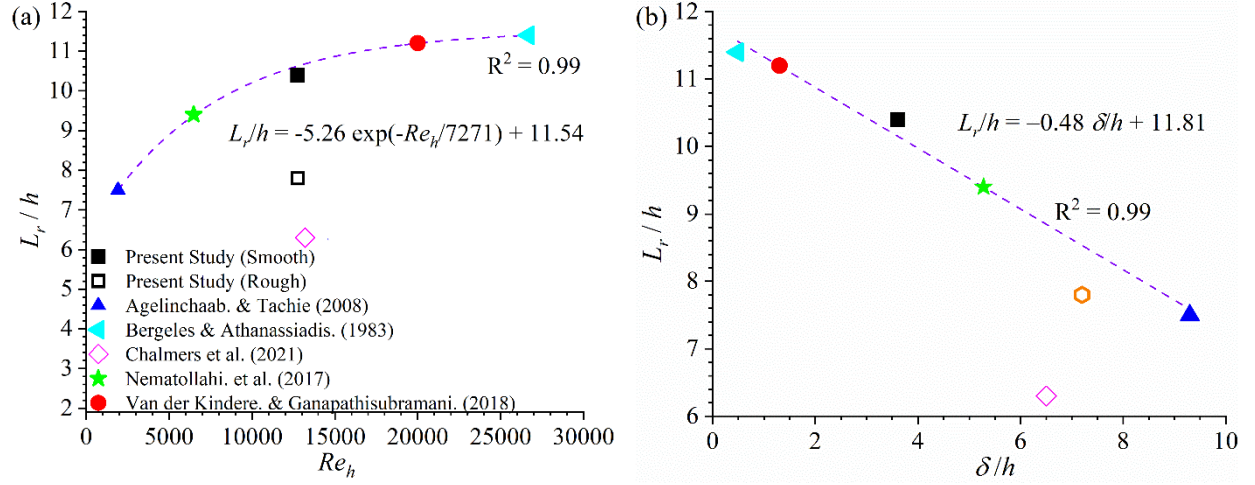 (a)
12
11
10
9
8
7
6
5
4
3
2
L_r / h
R² = 0.99
L_r/h = -5.26 exp(-Re_h/7271) + 11.54
Present Study (Smooth)
Present Study (Rough)
Agelinchaab. & Tachie (2008)
Bergeles & Athanassiadis. (1983)
Chalmers et al. (2021)
Nematollahi. et al. (2017)
Van der Kindere. & Ganapathisubramani. (2018)
0 5000 10000 15000 20000 25000 30000
Re_h
(b)
12
11
10
9
8
7
6
L_r / h
L_r/h = –0.48 δ/h + 11.81
R² = 0.99
0 2 4 6 8 10
δ/h